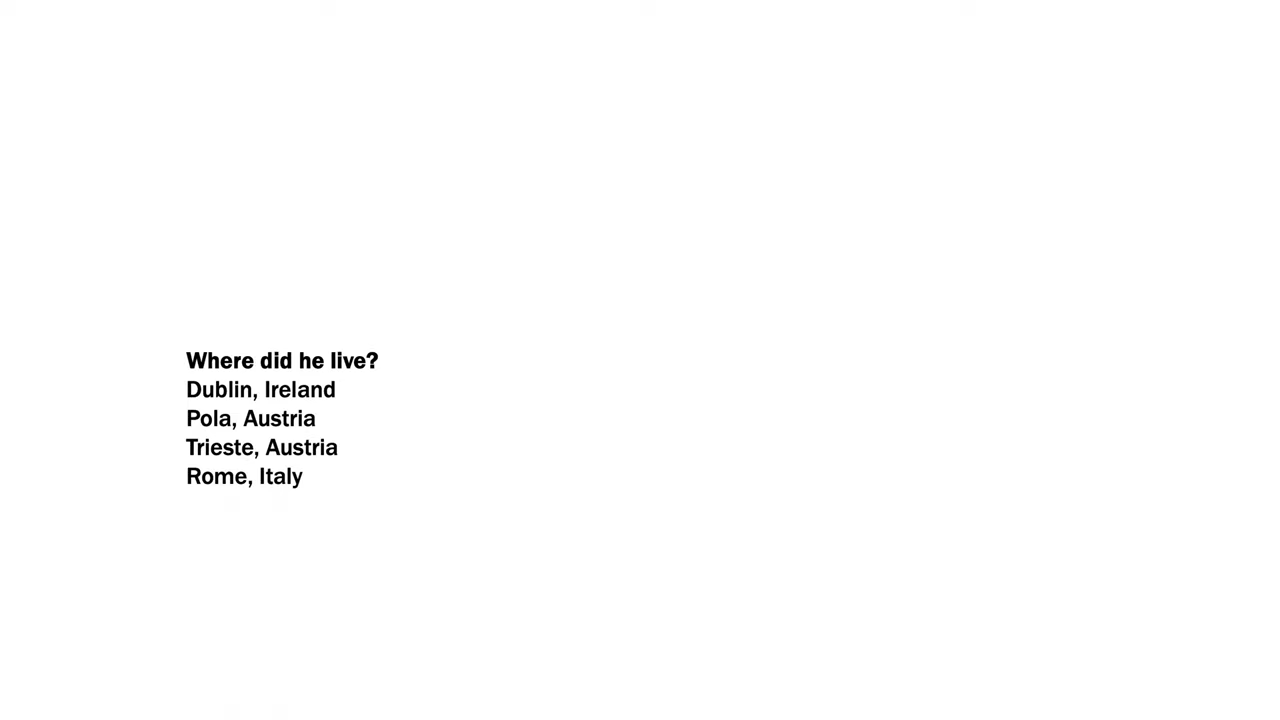 Where did he live?
Dublin, Ireland
Pola, Austria
Trieste, Austria
Rome, Italy